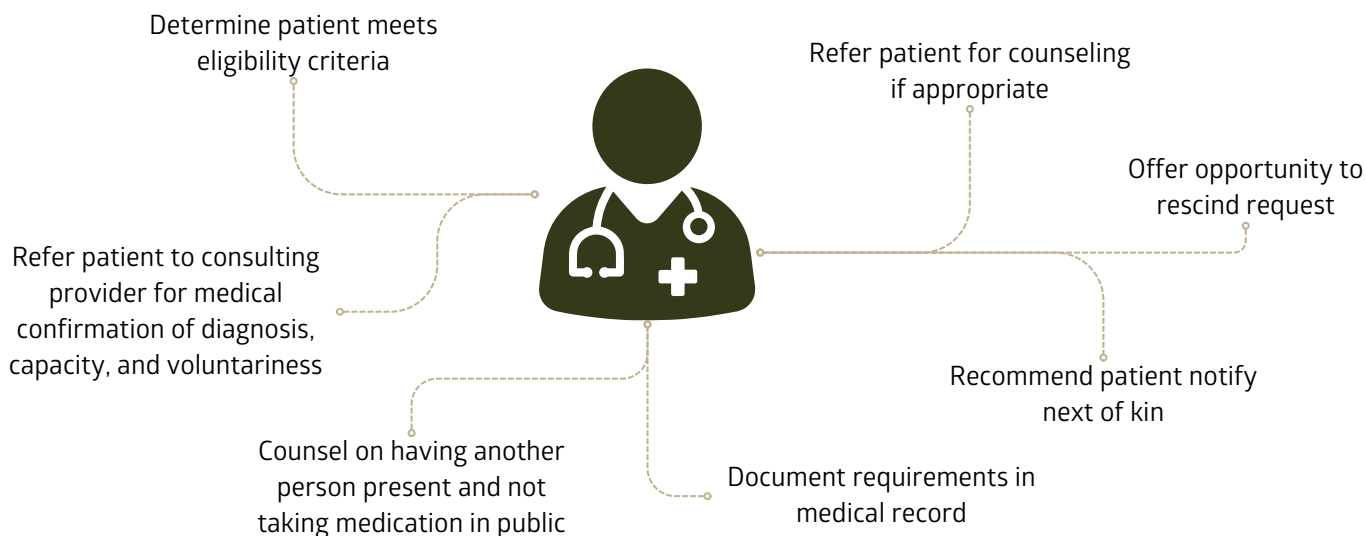 Determine patient meets
eligibility criteria
Refer patient for counseling
if appropriate
Offer opportunity to
rescind request
Refer patient to consulting
provider for medical
confirmation of diagnosis,
capacity, and voluntariness
Recommend patient notify
next of kin
Counsel on having another
person present and not
taking medication in public
Document requirements in
medical record